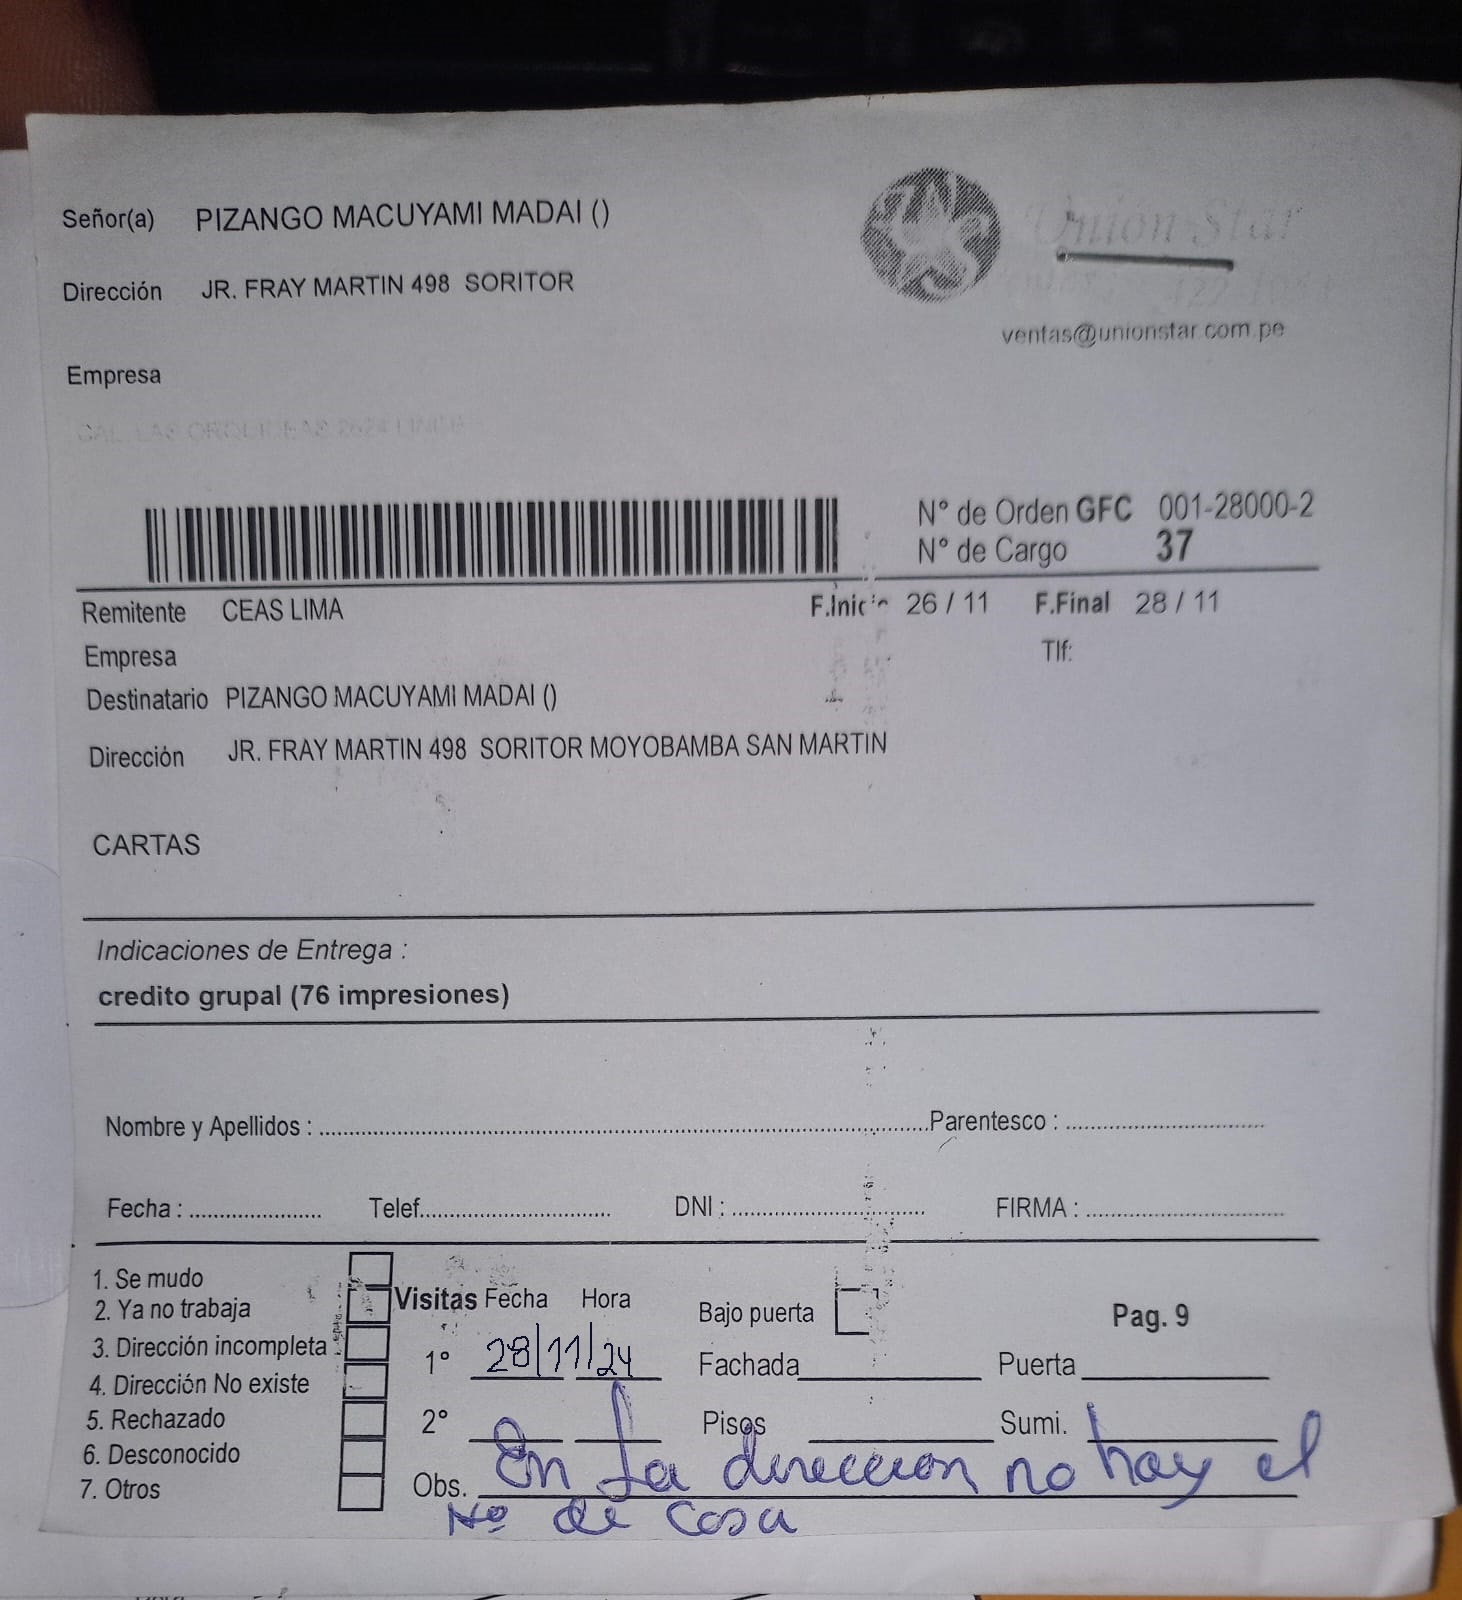 Señor(a) PIZANGO MACUYAMI MADAI ()
Union Star
Dirección JR. FRAY MARTIN 498 SORITOR
ventas@unionstar.com.pe
Empresa
N° de Orden GFC 001-28000-2
N° de Cargo 37
Remitente CEAS LIMA F.Inicio 26 / 11 F.Final 28 / 11
Empresa Tlf:
Destinatario PIZANGO MACUYAMI MADAI ()
Dirección JR. FRAY MARTIN 498 SORITOR MOYOBAMBA SAN MARTIN
CARTAS
Indicaciones de Entrega :
credito grupal (76 impresiones)
Nombre y Apellidos : Parentesco :
Fecha : Telef. DNI : FIRMA :
1. Se mudo
2. Ya no trabaja
3. Dirección incompleta
4. Dirección No existe
5. Rechazado
6. Desconocido
7. Otros
Visitas Fecha Hora
1° 28/11/24
2°
Bajo puerta
Fachada
Pisos
Pag. 9
Puerta
Sumi.
Obs. En la direccion no hay el
N° de casa